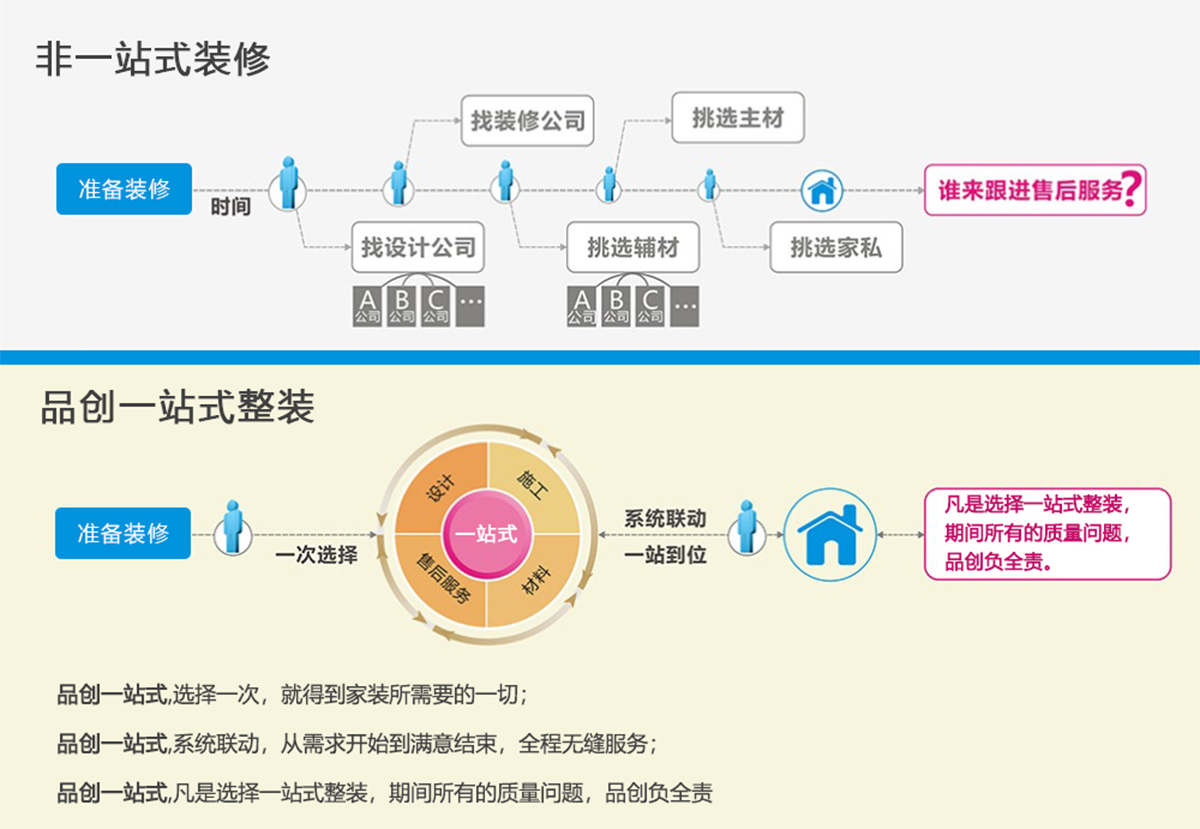 非一站式装修
找装修公司
挑选主材
准备装修
时间
谁来跟进售后服务?
找设计公司
挑选辅材
挑选家私
A公司
B公司
C公司
...
A公司
B公司
C公司
...
品创一站式整装
准备装修
一次选择
设计
施工
一站式
售后服务
材料
系统联动
一站到位
凡是选择一站式整装，
期间所有的质量问题，
品创负全责。
品创一站式,选择一次，就得到家装所需要的一切；
品创一站式,系统联动，从需求开始到满意结束，全程无缝服务；
品创一站式,凡是选择一站式整装，期间所有的质量问题，品创负全责